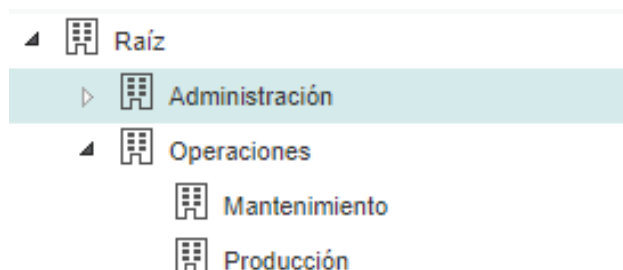 Raíz
Administración
Operaciones
Mantenimiento
Producción